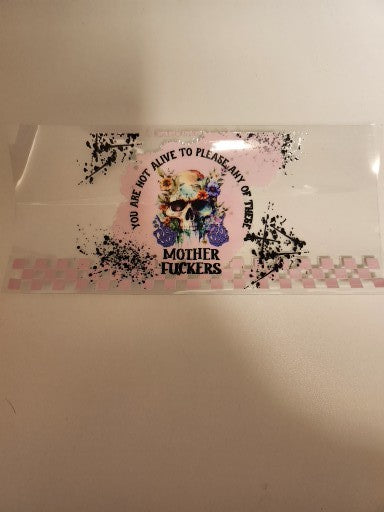 YOU ARE NOT ALIVE TO PLEASE ANY OF THESE
MOTHER
FUCKERS